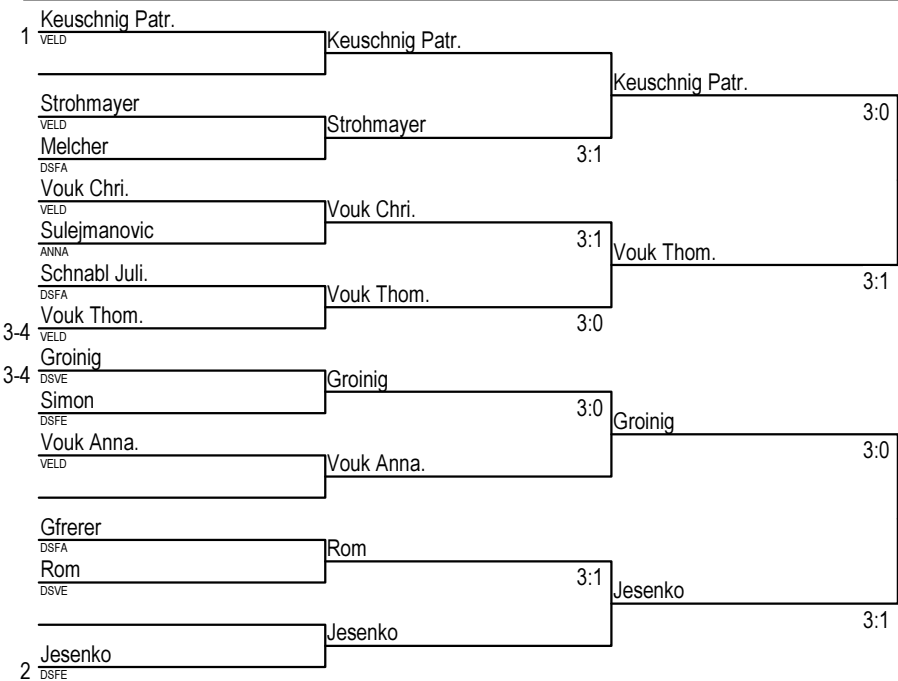 Keuschnig Patr.
1
VELD
Strohmayer
VELD
Melcher
DSFA
Vouk Chri.
VELD
Sulejmanovic
ANNA
Schnabl Juli.
DSFA
Vouk Thom.
3-4
VELD
Groinig
3-4
DSVE
Simon
DSFE
Vouk Anna.
VELD
Gfrerer
DSFA
Rom
DSVE
Jesenko
2
DSFE
Keuschnig Patr.
Strohmayer
3:1
Vouk Chri.
3:1
Vouk Thom.
3:0
Groinig
3:0
Vouk Anna.
Rom
3:1
Jesenko
Keuschnig Patr.
3:0
Vouk Thom.
3:1
Groinig
3:0
Jesenko
3:1